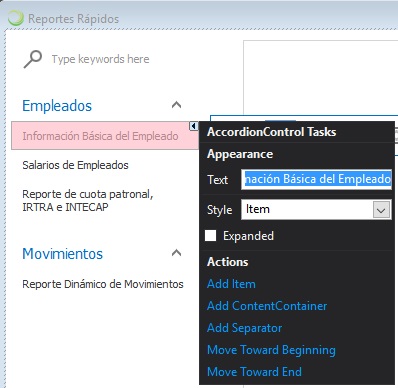 Reportes Rápidos
Type keywords here
Empleados
Información Básica del Empleado
Salarios de Empleados
Reporte de cuota patronal,
IRTRA e INTECAP
Movimientos
Reporte Dinámico de Movimientos
AccordionControl Tasks
Appearance
Text nación Básica del Empleado
Style Item
Expanded
Actions
Add Item
Add ContentContainer
Add Separator
Move Toward Beginning
Move Toward End